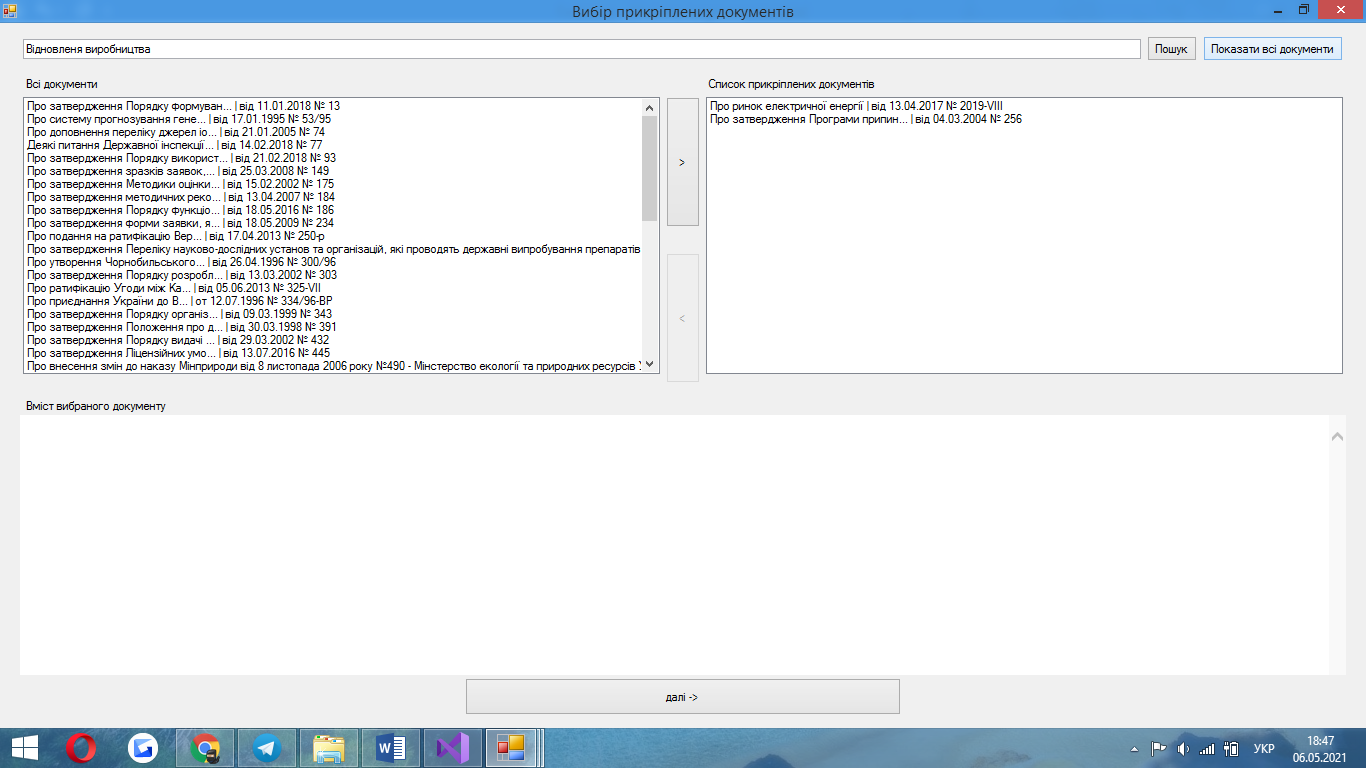 Вибір прикріплених документів
Відновленя виробництва
Пошук
Показати всі документи
Всі документи
Про затвердження Порядку формуван... | від 11.01.2018 № 13
Про систему прогнозування гене... | від 17.01.1995 № 53/95
Про доповнення переліку джерел іо... | від 21.01.2005 № 74
Деякі питання Державної інспекції... | від 14.02.2018 № 77
Про затвердження Порядку використ... | від 21.02.2018 № 93
Про затвердження зразків заявок,... | від 25.03.2008 № 149
Про затвердження Методики оцінки... | від 15.02.2002 № 175
Про затвердження методичних реко... | від 13.04.2007 № 184
Про затвердження Порядку функціо... | від 18.05.2016 № 186
Про затвердження форми заявки, я... | від 18.05.2009 № 234
Про подання на ратифікацію Вер... | від 17.04.2013 № 250-р
Про затвердження Переліку науково-дослідних установ та організацій, які проводять державні випробування препаратів
Про утворення Чорнобильського... | від 26.04.1996 № 300/96
Про затвердження Порядку розробл... | від 13.03.2002 № 303
Про ратифікацію Угоди між Ка... | від 05.06.2013 № 325-VII
Про приєднання України до В... | от 12.07.1996 № 334/96-ВР
Про затвердження Порядку організ... | від 09.03.1999 № 343
Про затвердження Положення про д... | від 30.03.1998 № 391
Про затвердження Порядку видачі ... | від 29.03.2002 № 432
Про затвердження Ліцензійних умо... | від 13.07.2016 № 445
Про внесення змін до наказу Мінприроди від 8 листопада 2006 року №490 - Мінстерство екології та природних ресурсів
>
<
Список прикріплених документів
Про ринок електричної енергії | від 13.04.2017 № 2019-VIII
Про затвердження Програми припин... | від 04.03.2004 № 256
Вміст вибраного документу
далі ->
УКР
18:47
06.05.2021